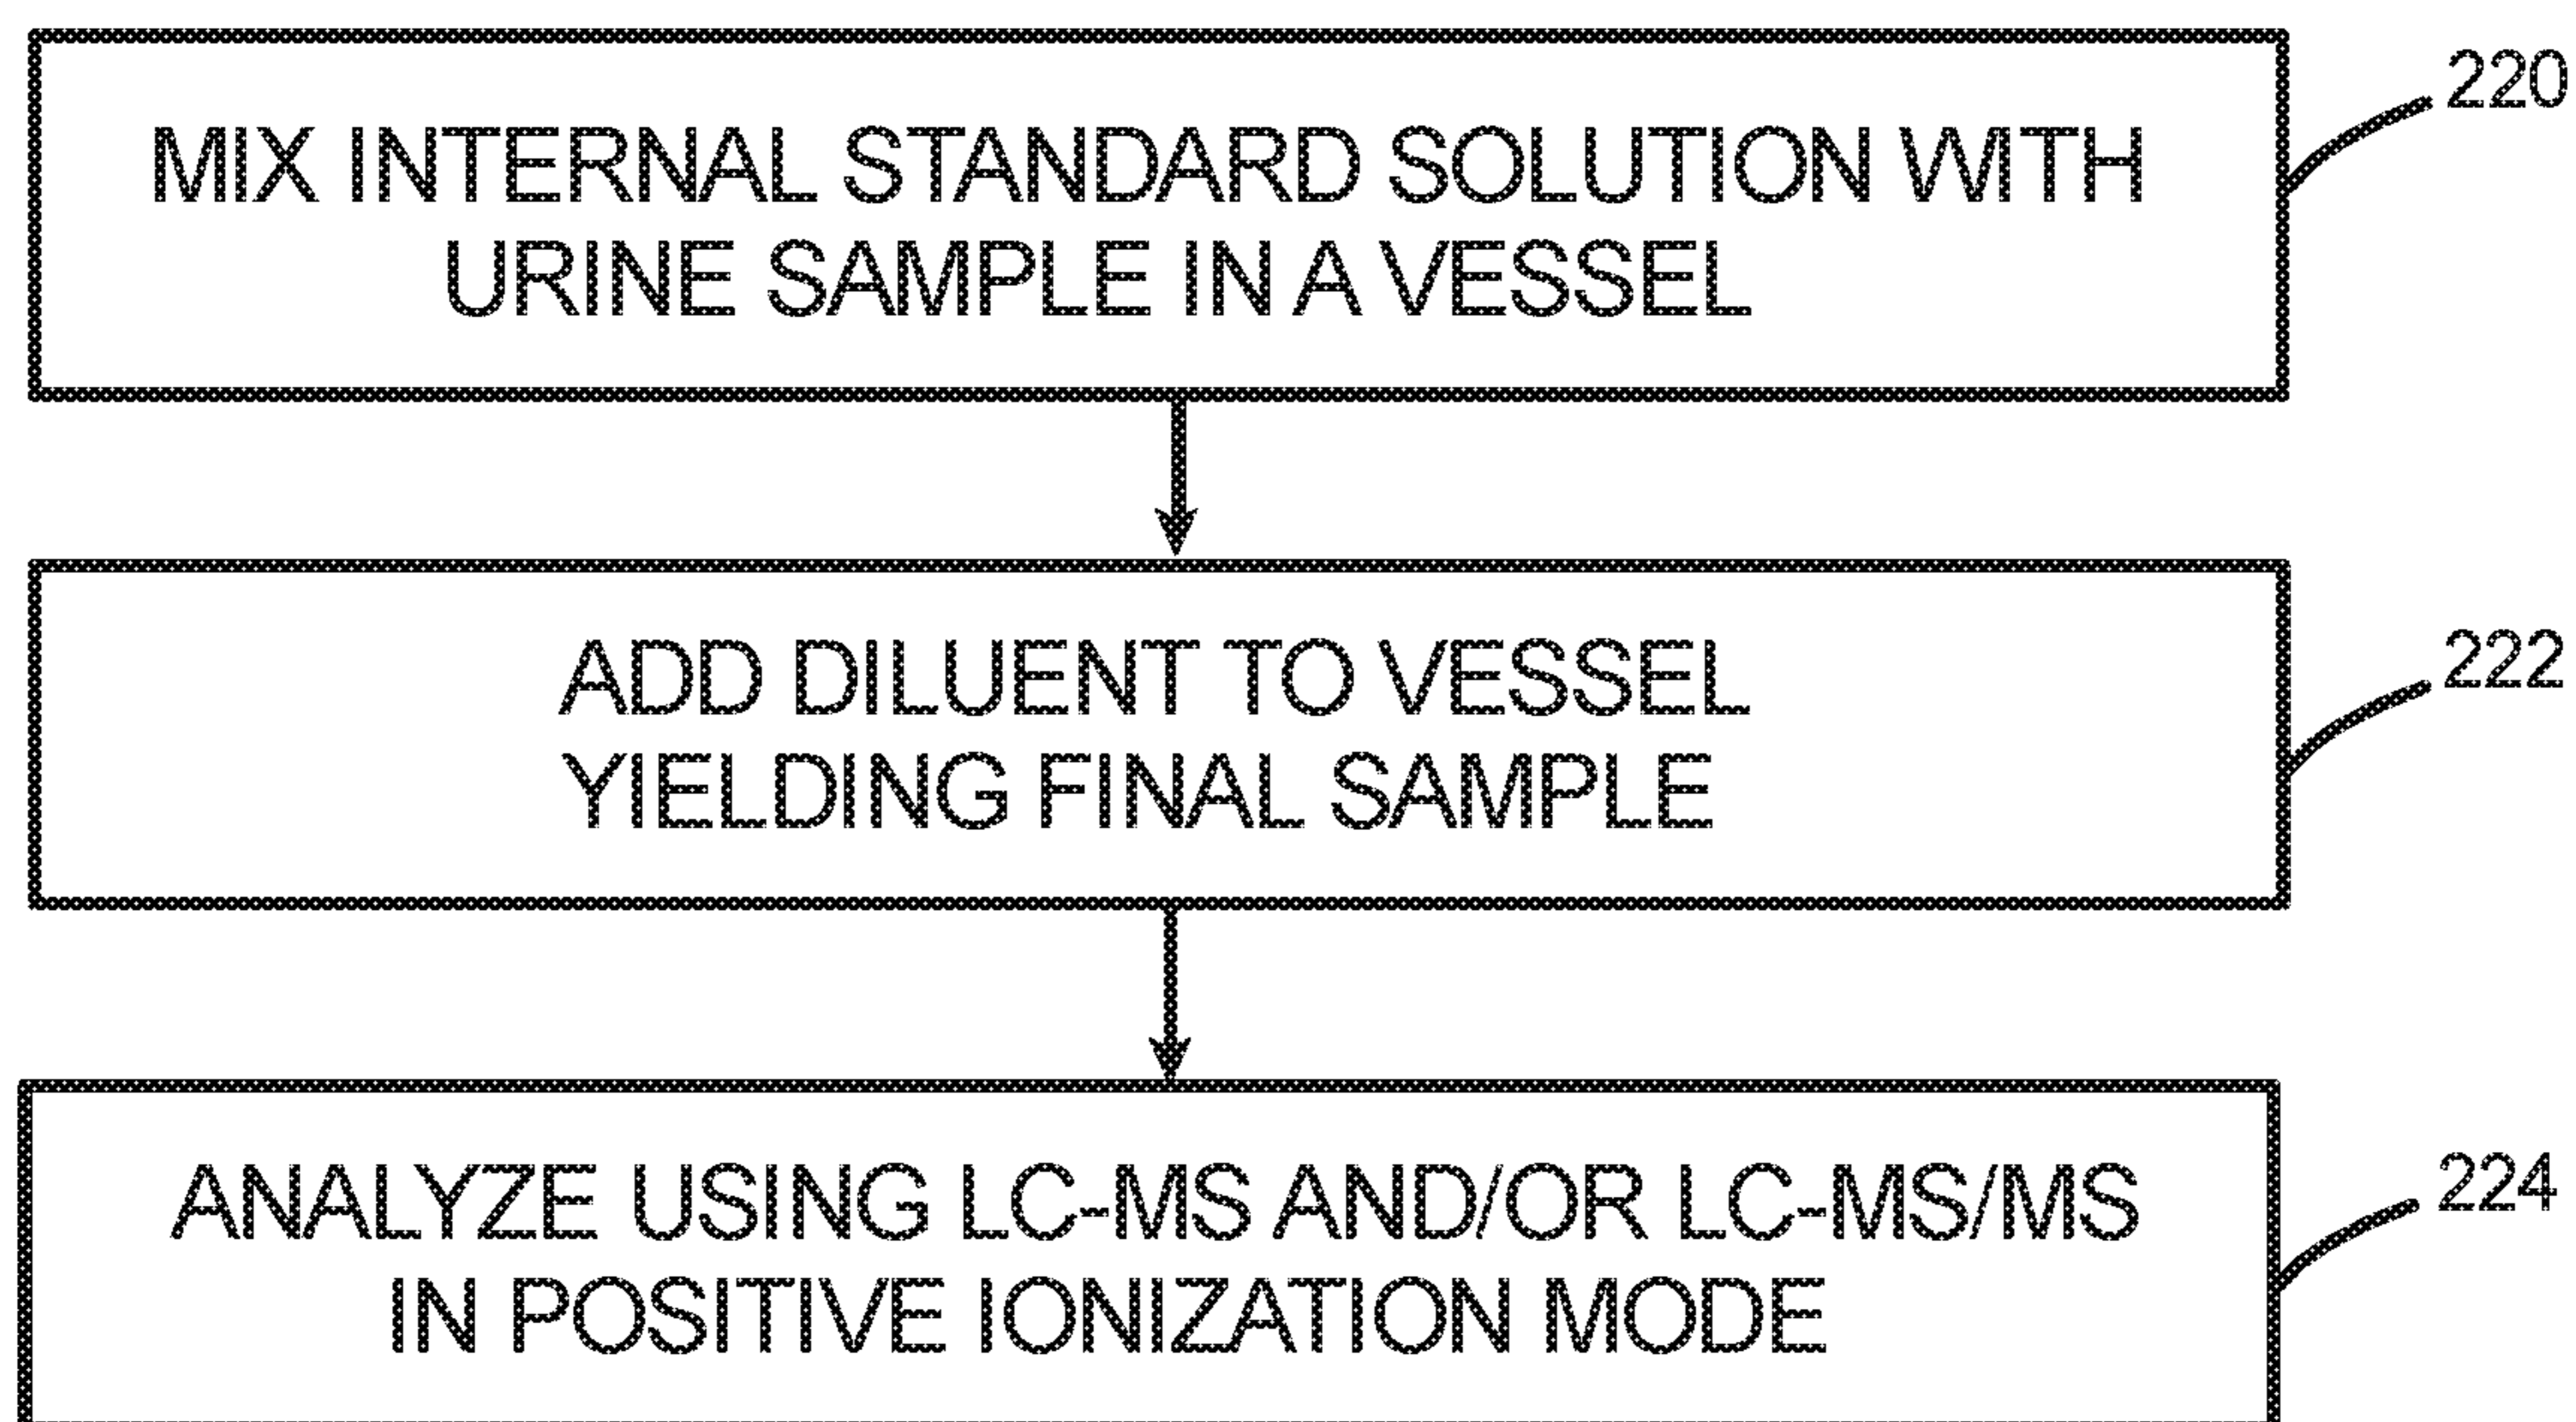 220
MIX INTERNAL STANDARD SOLUTION WITH
URINE SAMPLE IN A VESSEL
222
ADD DILUENT TO VESSEL
YIELDING FINAL SAMPLE
224
ANALYZE USING LC-MS AND/OR LC-MS/MS
IN POSITIVE IONIZATION MODE